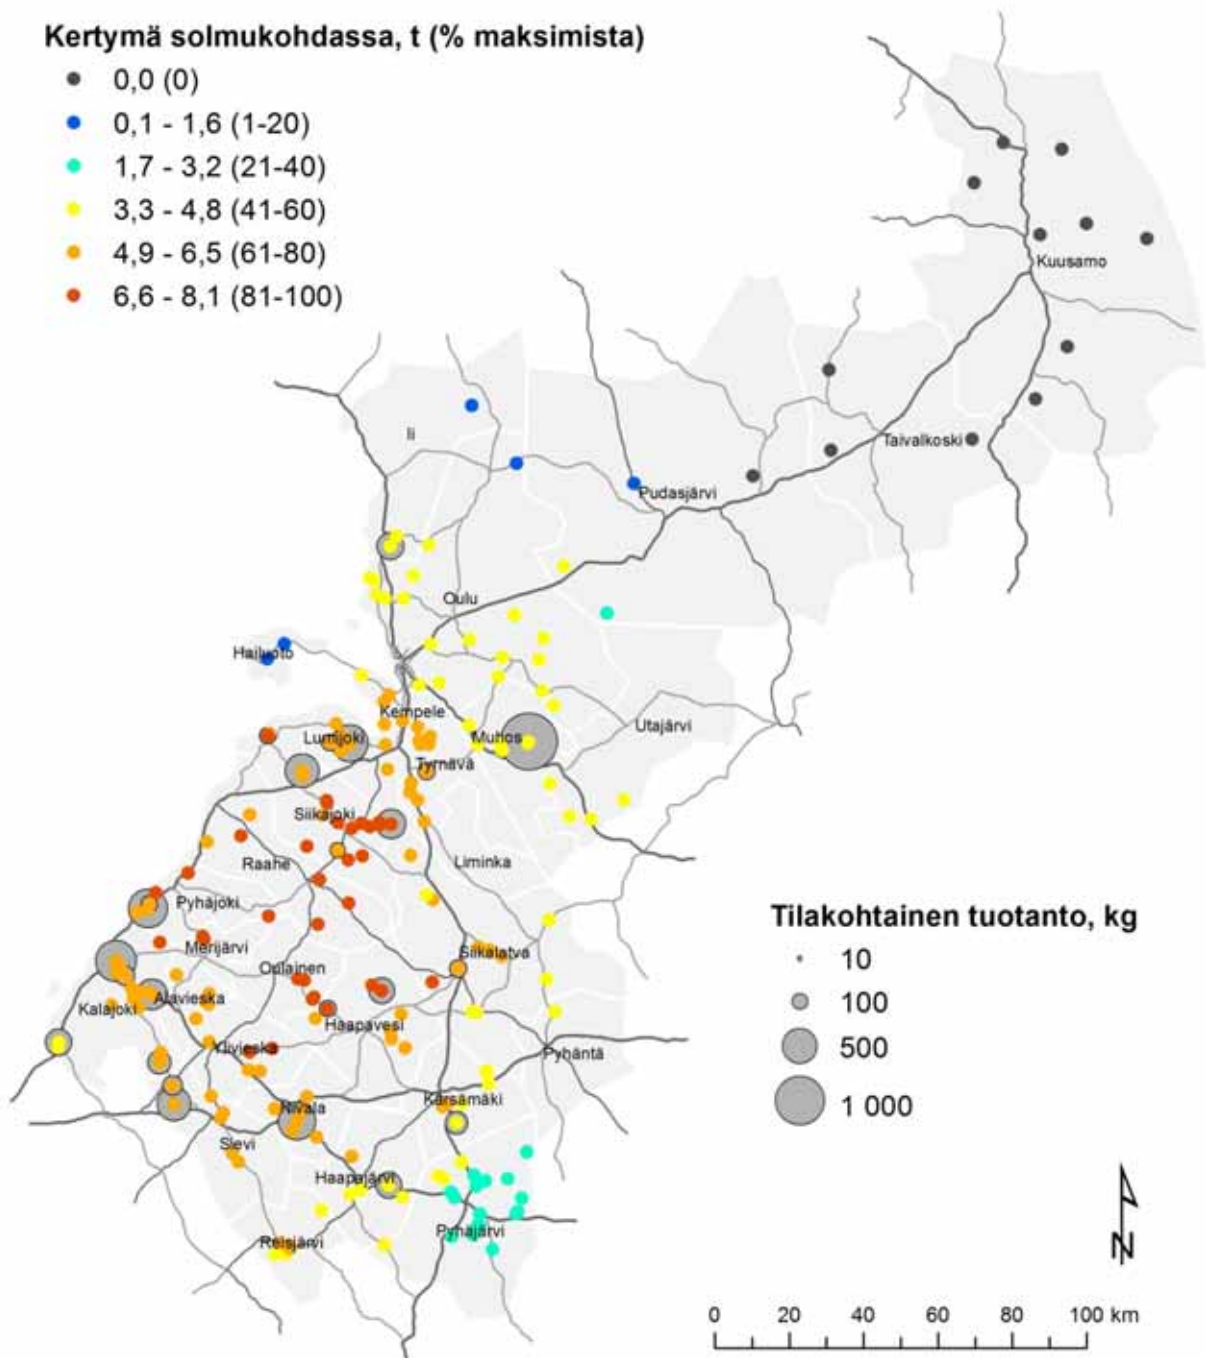 Kertymä solmukohdassa, t (% maksimista)
0,0 (0)
0,1 - 1,6 (1-20)
1,7 - 3,2 (21-40)
3,3 - 4,8 (41-60)
4,9 - 6,5 (61-80)
6,6 - 8,1 (81-100)
Kuusamo
Ii
Taivalkoski
Pudasjärvi
Oulu
Hailuoto
Kempele
Utajärvi
Lumijoki
Muhos
Tyrnävä
Siikajoki
Raahe
Liminka
Pyhäjoki
Merijärvi
Siikalatva
Oulainen
Alavieska
Kalajoki
Haapavesi
Ylivieska
Pyhäntä
Kärsämäki
Nivala
Sievi
Haapajärvi
Pyhäjärvi
Reisjärvi
Tilakohtainen tuotanto, kg
10
100
500
1 000
N
0 20 40 60 80 100 km